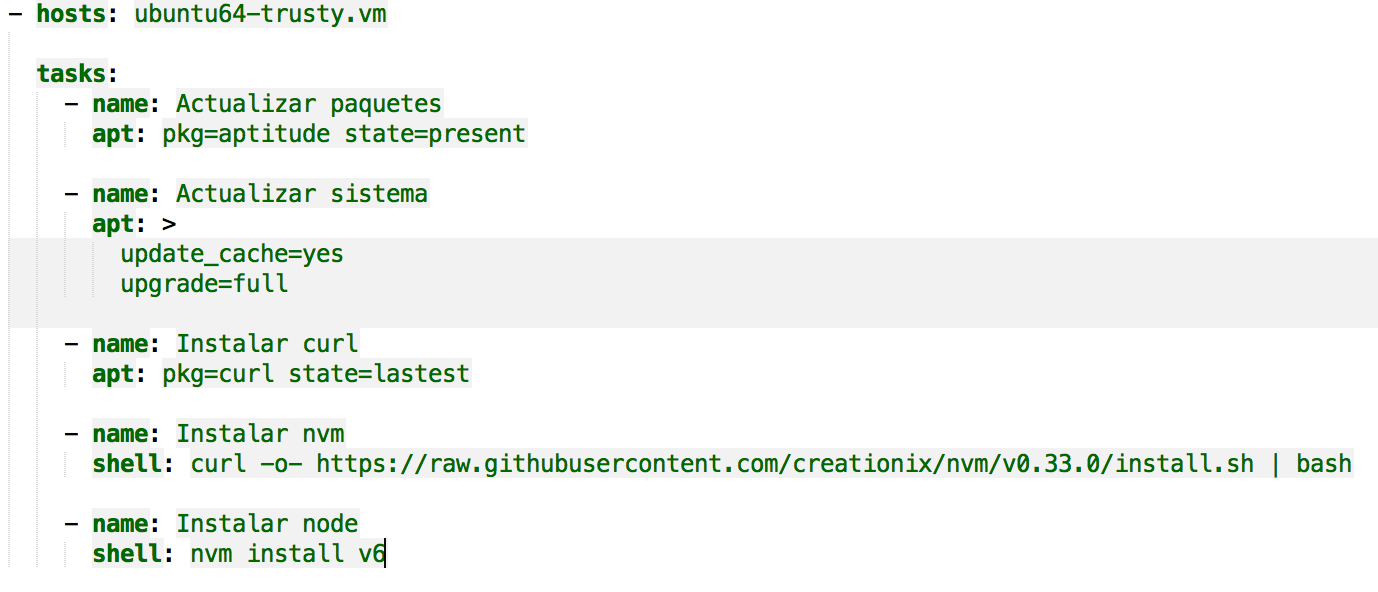 - hosts: ubuntu64-trusty.vm
tasks:
- name: Actualizar paquetes
apt: pkg=aptitude state=present
- name: Actualizar sistema
apt: >
update_cache=yes
upgrade=full
- name: Instalar curl
apt: pkg=curl state=lastest
- name: Instalar nvm
shell: curl -o- https://raw.githubusercontent.com/creationix/nvm/v0.33.0/install.sh | bash
- name: Instalar node
shell: nvm install v6